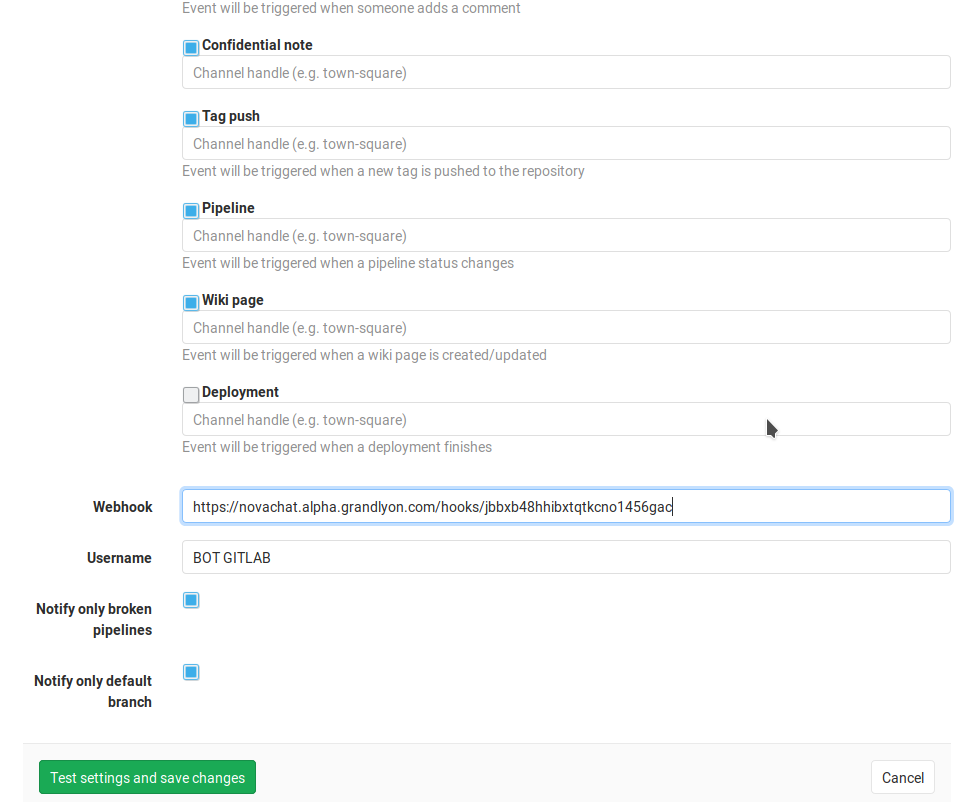 Event will be triggered when someone adds a comment
Confidential note
Channel handle (e.g. town-square)
Tag push
Channel handle (e.g. town-square)
Event will be triggered when a new tag is pushed to the repository
Pipeline
Channel handle (e.g. town-square)
Event will be triggered when a pipeline status changes
Wiki page
Channel handle (e.g. town-square)
Event will be triggered when a wiki page is created/updated
Deployment
Channel handle (e.g. town-square)
Event will be triggered when a deployment finishes
Webhook https://novachat.alpha.grandlyon.com/hooks/jbbxb48hhibxtqtkcno1456gac
Username BOT GITLAB
Notify only broken
pipelines
Notify only default
branch
Test settings and save changes Cancel